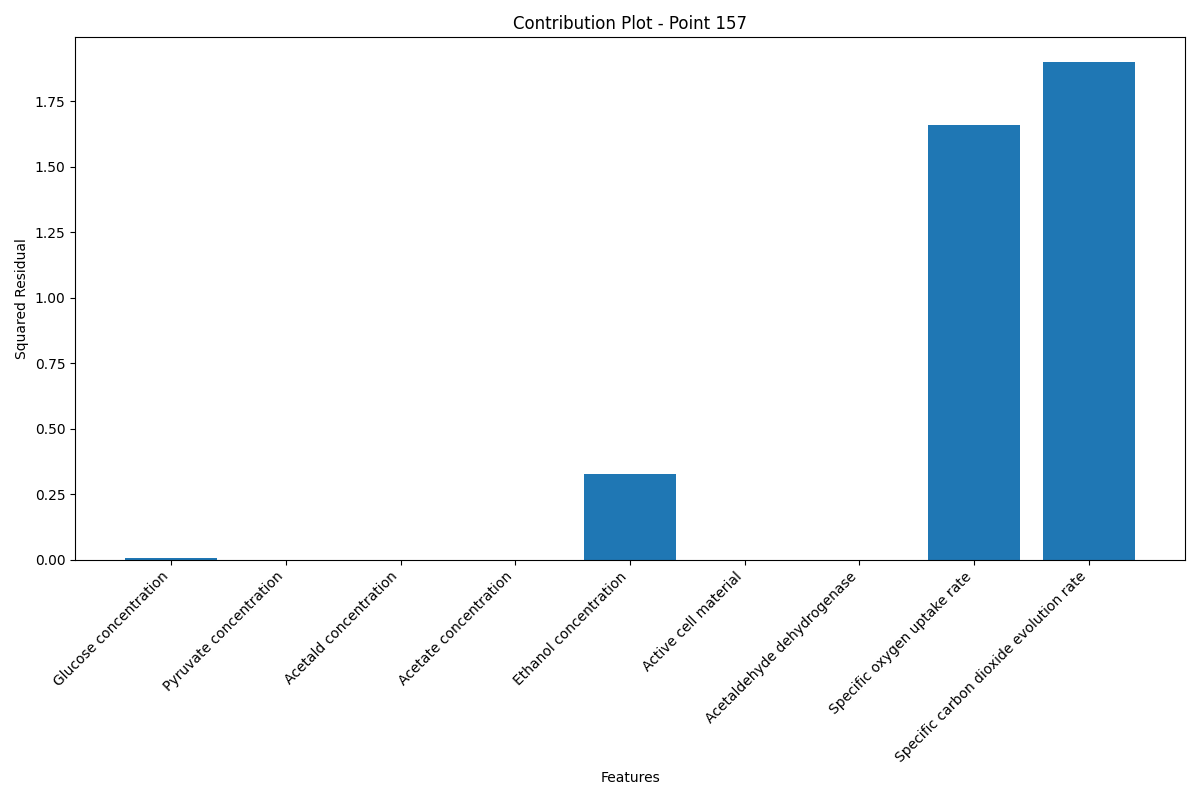 Contribution Plot - Point 157
Squared Residual
1.75
1.50
1.25
1.00
0.75
0.50
0.25
0.00
Glucose concentration
Pyruvate concentration
Acetald concentration
Acetate concentration
Ethanol concentration
Active cell material
Acetaldehyde dehydrogenase
Specific oxygen uptake rate
Specific carbon dioxide evolution rate
Features